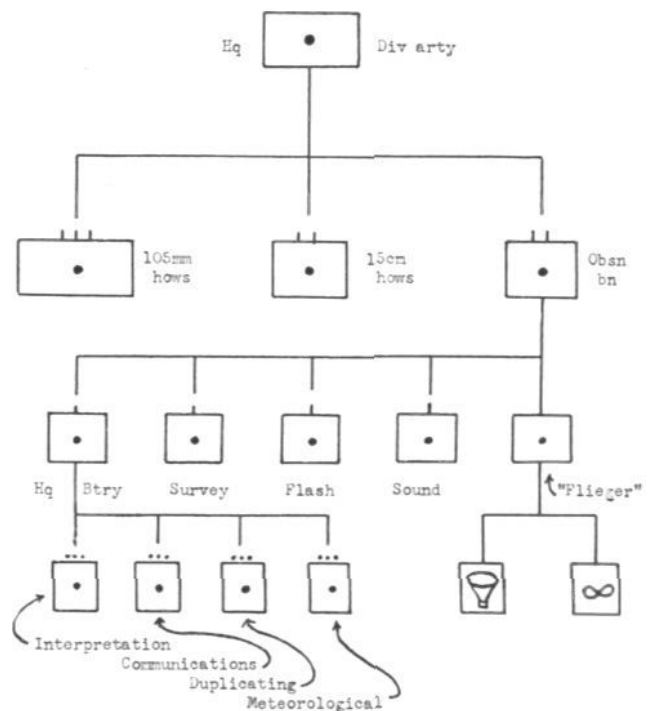 Hq
Div arty
105mm
hows
15cm
hows
Obsn
bn
Hq Btry
Survey
Flash
Sound
"Flieger"
Interpretation
Communications
Duplicating
Meteorological